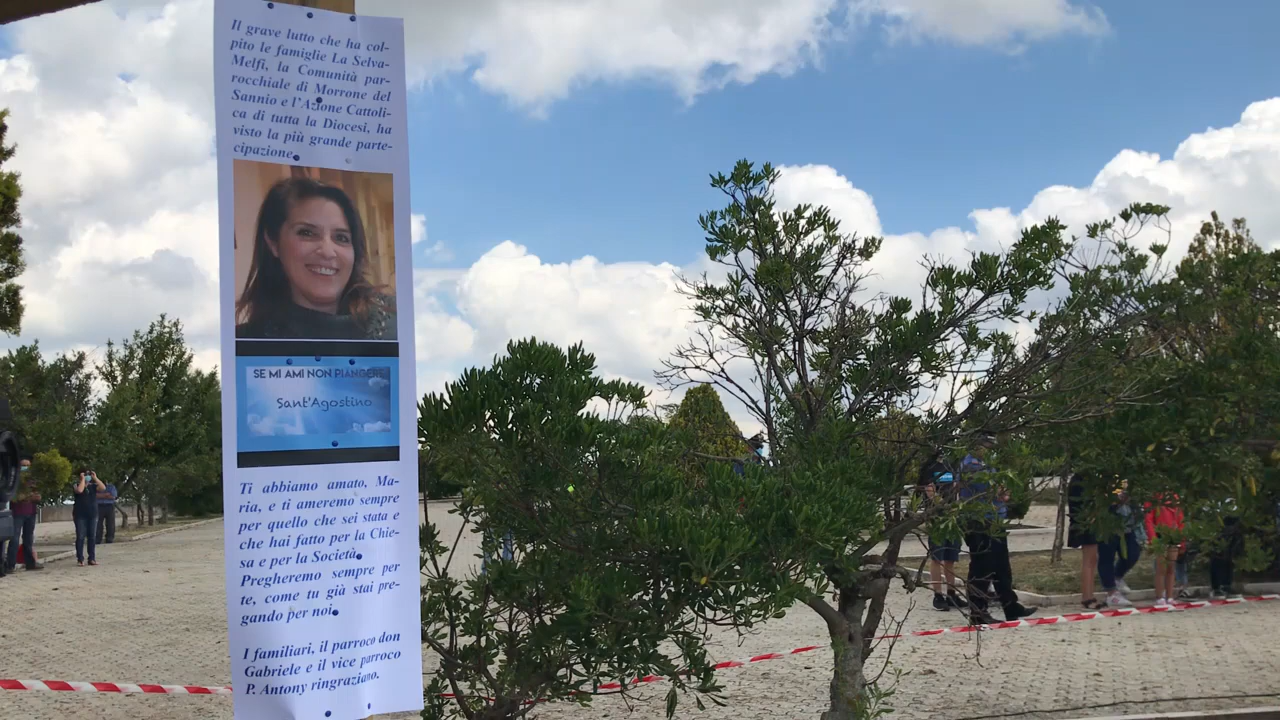 Il grave lutto che ha col-
pito le famiglie La Selva-
Melfi, la Comunità par-
rocchiale di Morrone del
Sannio e l'Azione Cattoli-
ca di tutta la Diocesi, ha
visto la più grande parte-
cipazione.
SE MI AMI NON PIANGERE
Sant'Agostino
Ti abbiamo amato, Ma-
ria, e ti ameremo sempre
per quello che sei stata e
che hai fatto per la Chie-
sa e per la Società.
Pregheremo sempre per
te, come tu già stai pre-
gando per noi.
I familiari, il parroco don
Gabriele e il vice parroco
P. Antony ringraziano.